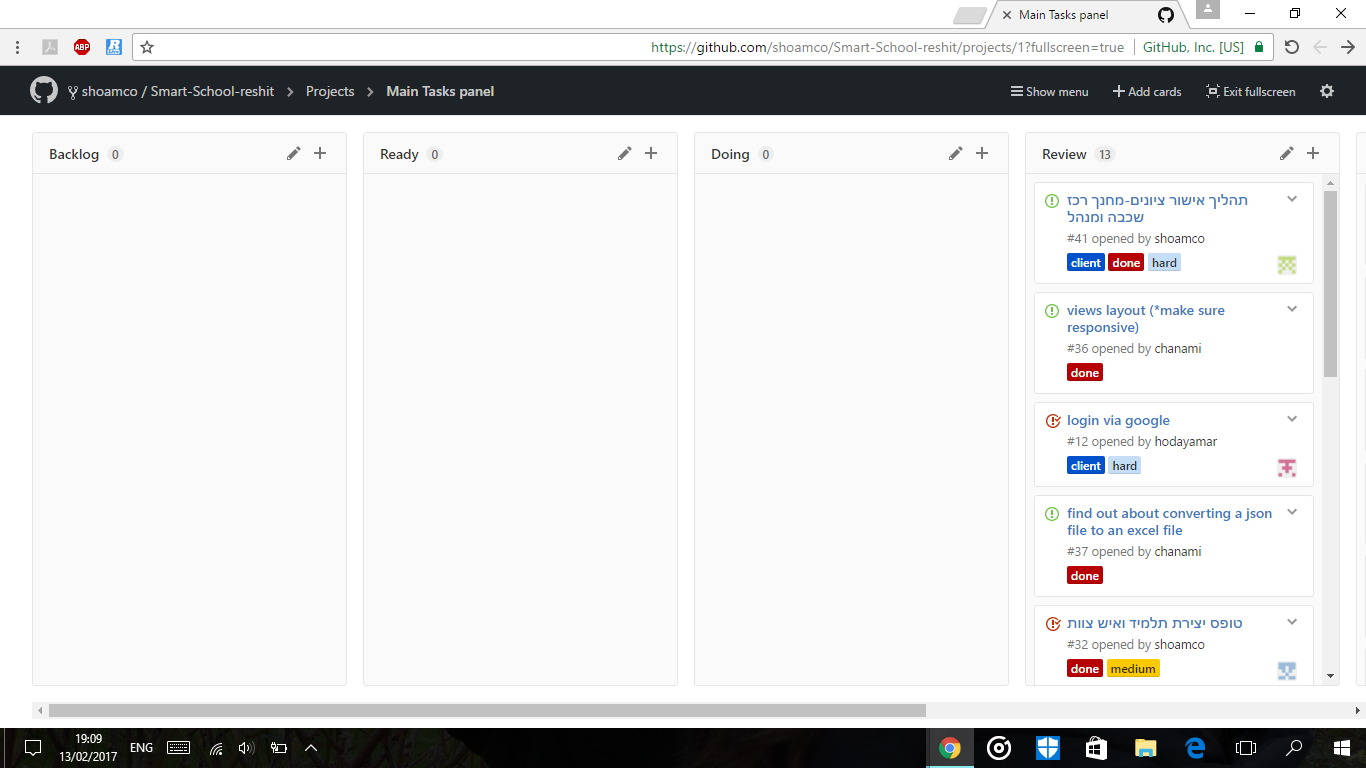 Main Tasks panel
ABP
https://github.com/shoamco/Smart-School-reshit/projects/1?fullscreen=true
GitHub, Inc. [US]
shoamco / Smart-School-reshit
Projects
Main Tasks panel
Show menu
Add cards
Exit fullscreen
Backlog 0
Ready 0
Doing 0
Review 13
תהליך אישור ציונים-מחנך רכז
שכבה ומנהל
#41 opened by shoamco
client done hard
views layout (*make sure
responsive)
#36 opened by chanami
done
login via google
#12 opened by hodayamar
client hard
find out about converting a json
file to an excel file
#37 opened by chanami
done
טופס יצירת תלמיד ואיש צוות
#32 opened by shoamco
done medium
19:09
13/02/2017
ENG